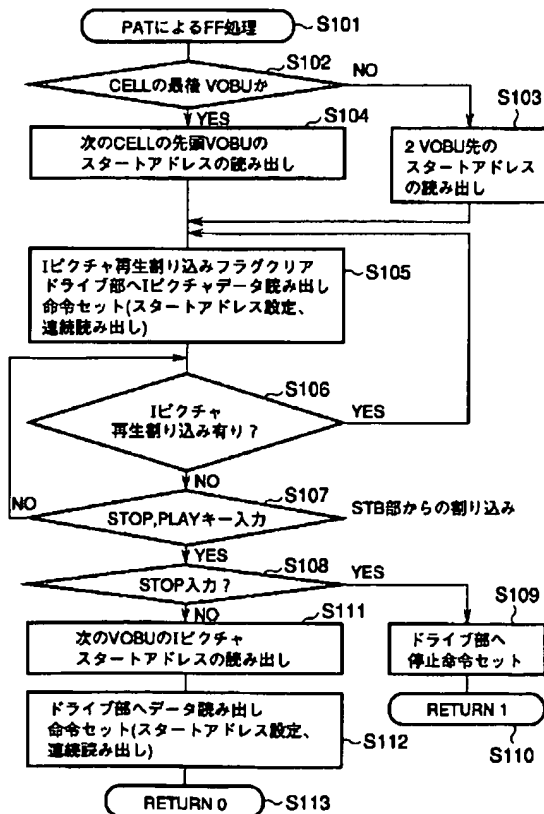 PATによるFF処理
S101
S102
CELLの最後 VOBUか
NO
YES
S104
S103
次のCELLの先頭VOBUの
スタートアドレスの読み出し
2 VOBU先の
スタートアドレス
の読み出し
Iピクチャ再生割り込みフラグクリア
ドライブ部へIピクチャデータ読み出し
命令セット(スタートアドレス設定、
連続読み出し)
S105
S106
Iピクチャ
再生割り込み有り?
YES
NO
S107
NO
STOP,PLAYキー入力
STB部からの割り込み
YES
S108
STOP入力?
YES
NO
S111
S109
次のVOBUのIピクチャ
スタートアドレスの読み出し
ドライブ部へ
停止命令セット
ドライブ部へデータ読み出し
命令セット(スタートアドレス設定、
連続読み出し)
S112
RETURN 1
S110
RETURN 0
S113